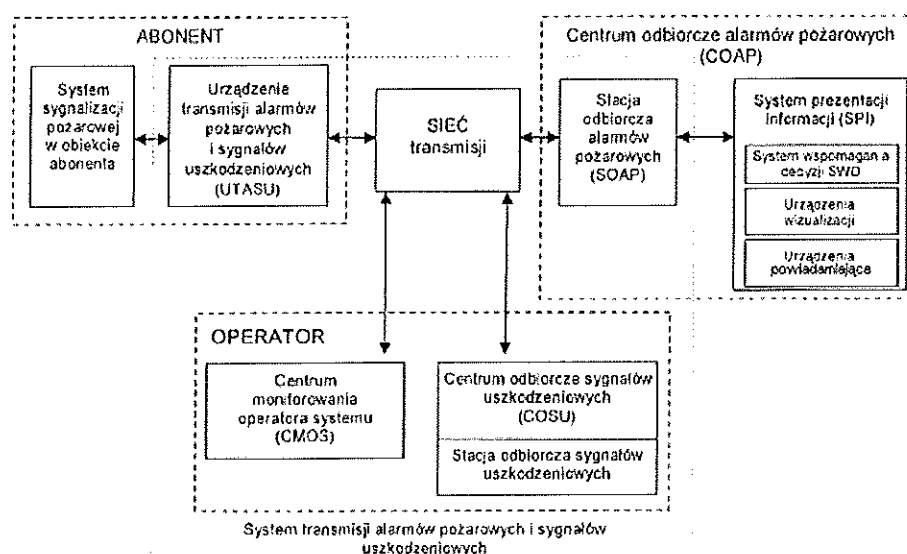 ABONENT
System
sygnalizacji
pożarowej
w obiekcie
abonenta
Urządzenie
transmisji alarmów
pożarowych
i sygnałów
uszkodzeniowych
(UTASU)
SIEĆ
transmisji
Centrum odbiorcze alarmów pożarowych
(COAP)
Stacja
odbiorcza
alarmów
pożarowych
(SOAP)
System prezentacji
Informacji (SPI)
System wspomagan a
decyzji SWD
Urządzenia
wizualizacji
Urządzenia
powiadamiające
OPERATOR
Centrum
monitorowania
operatora systemu
(CMOS)
Centrum odbiorcze sygnałów
uszkodzeniowych
(COSU)
Stacja odbiorcza sygnałów
uszkodzeniowych
System transmisji alarmów pożarowych i sygnałów
uszkodzeniowych